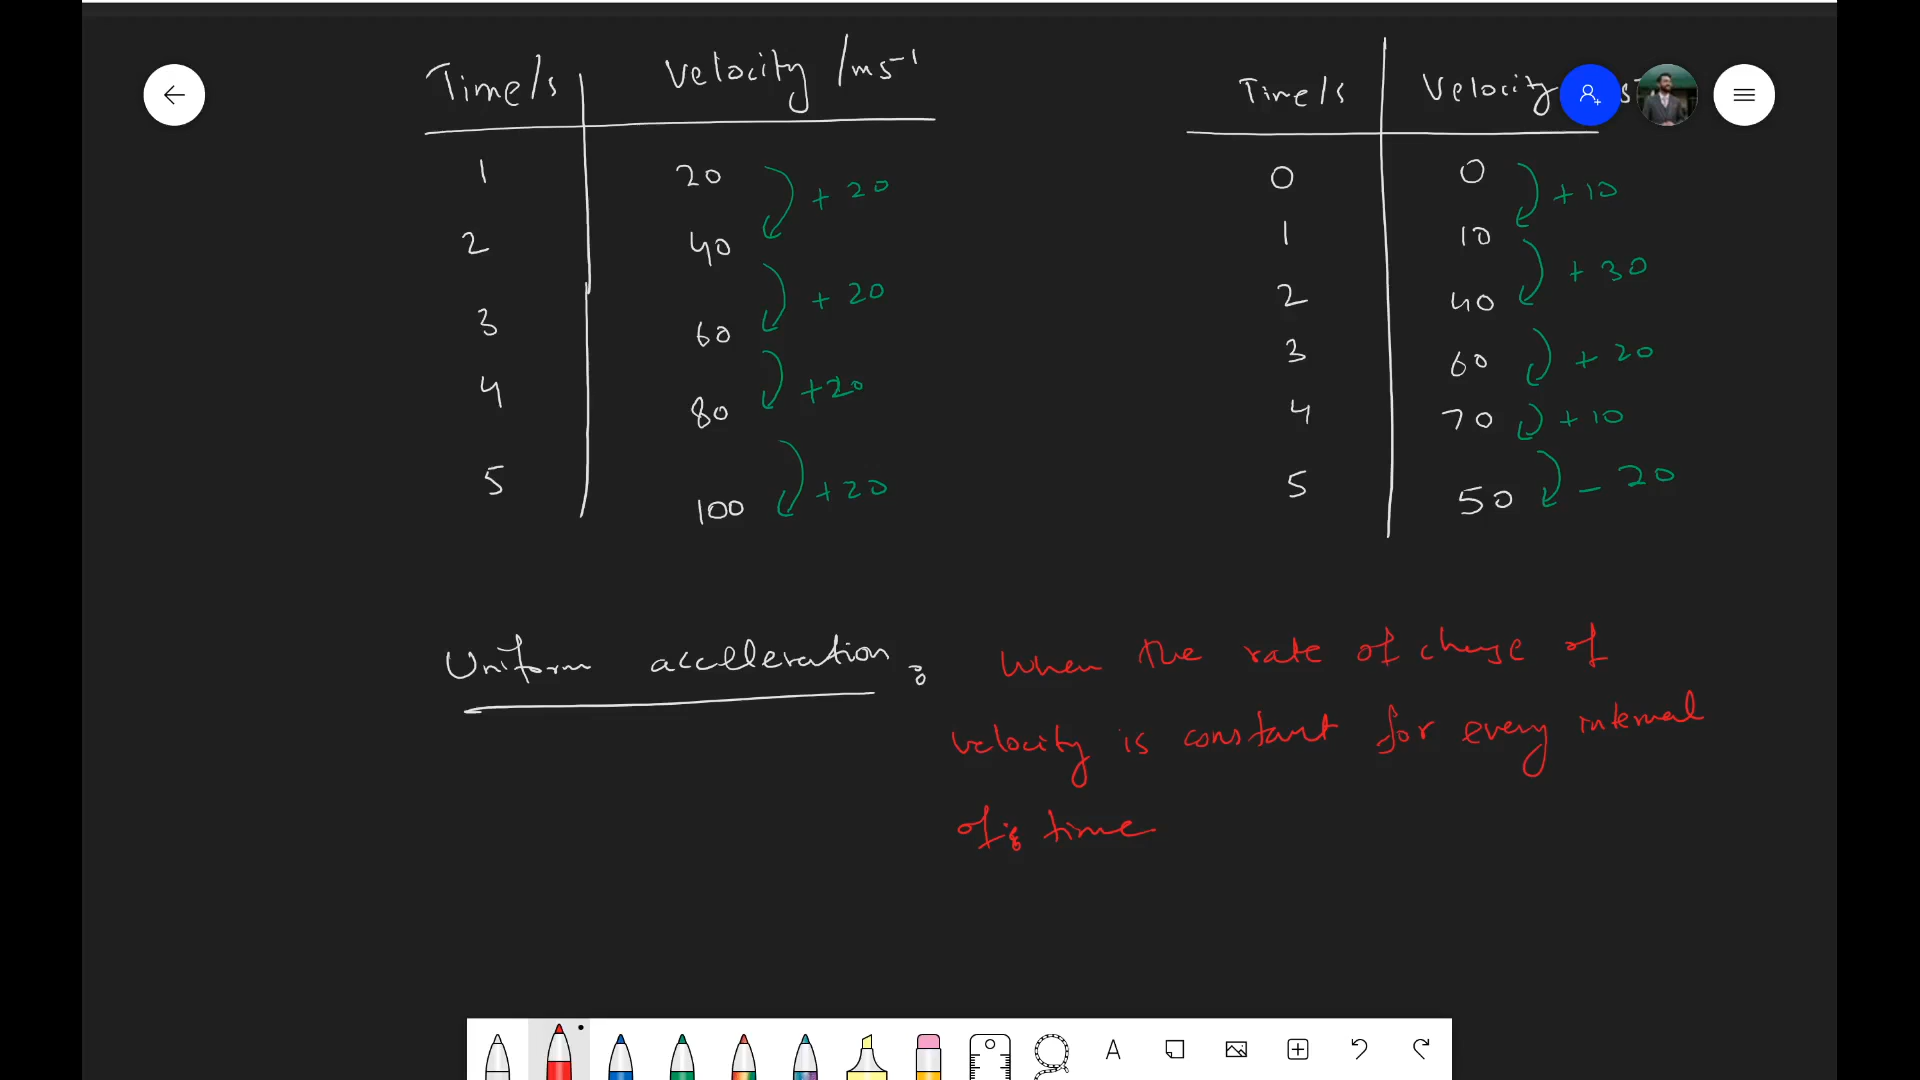 Time/s Velocity /ms⁻¹
1 20 + 20
2 40 + 20
3 60 +20
4 80 +20
5 100
Time/s Velocity
0 0 + 10
1 10 + 30
2 40 + 20
3 60 + 10
4 70 - 20
5 50
Uniform acelleration : When the rate of change of
velocity is constant for every interval
of time
A